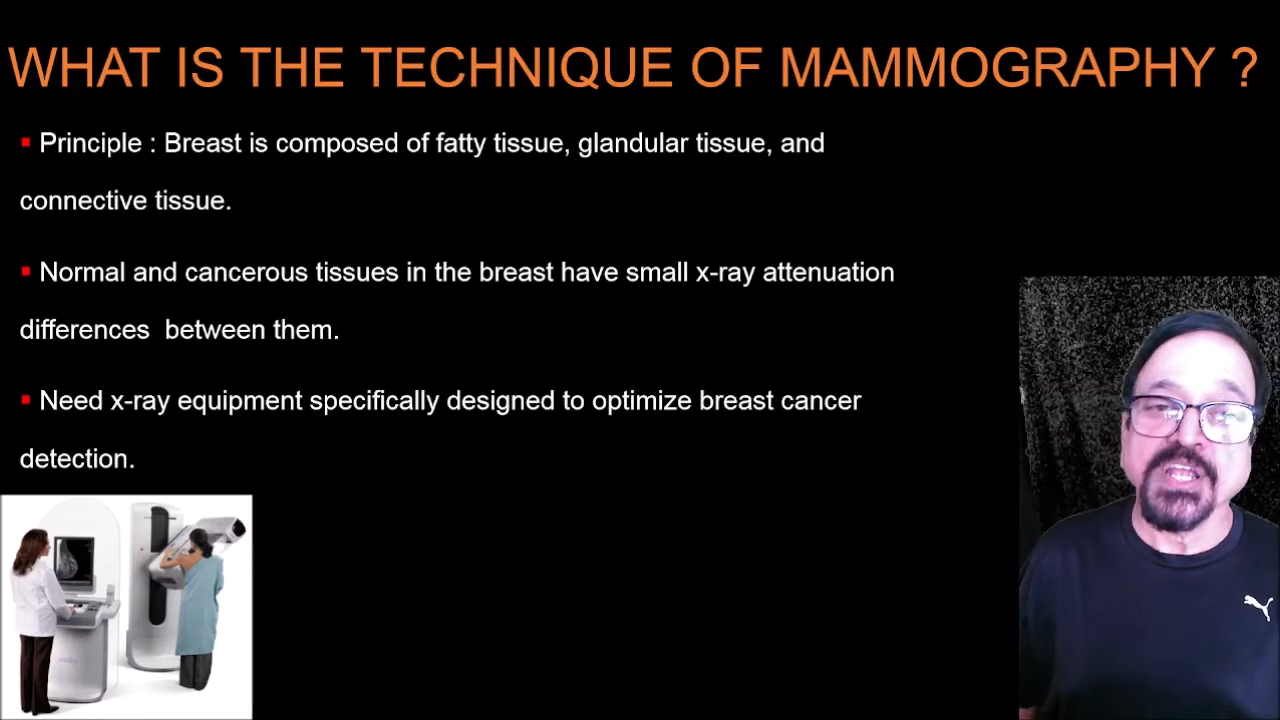 WHAT IS THE TECHNIQUE OF MAMMOGRAPHY ?
▪ Principle : Breast is composed of fatty tissue, glandular tissue, and
connective tissue.
▪ Normal and cancerous tissues in the breast have small x-ray attenuation
differences  between them.
▪ Need x-ray equipment specifically designed to optimize breast cancer
detection.